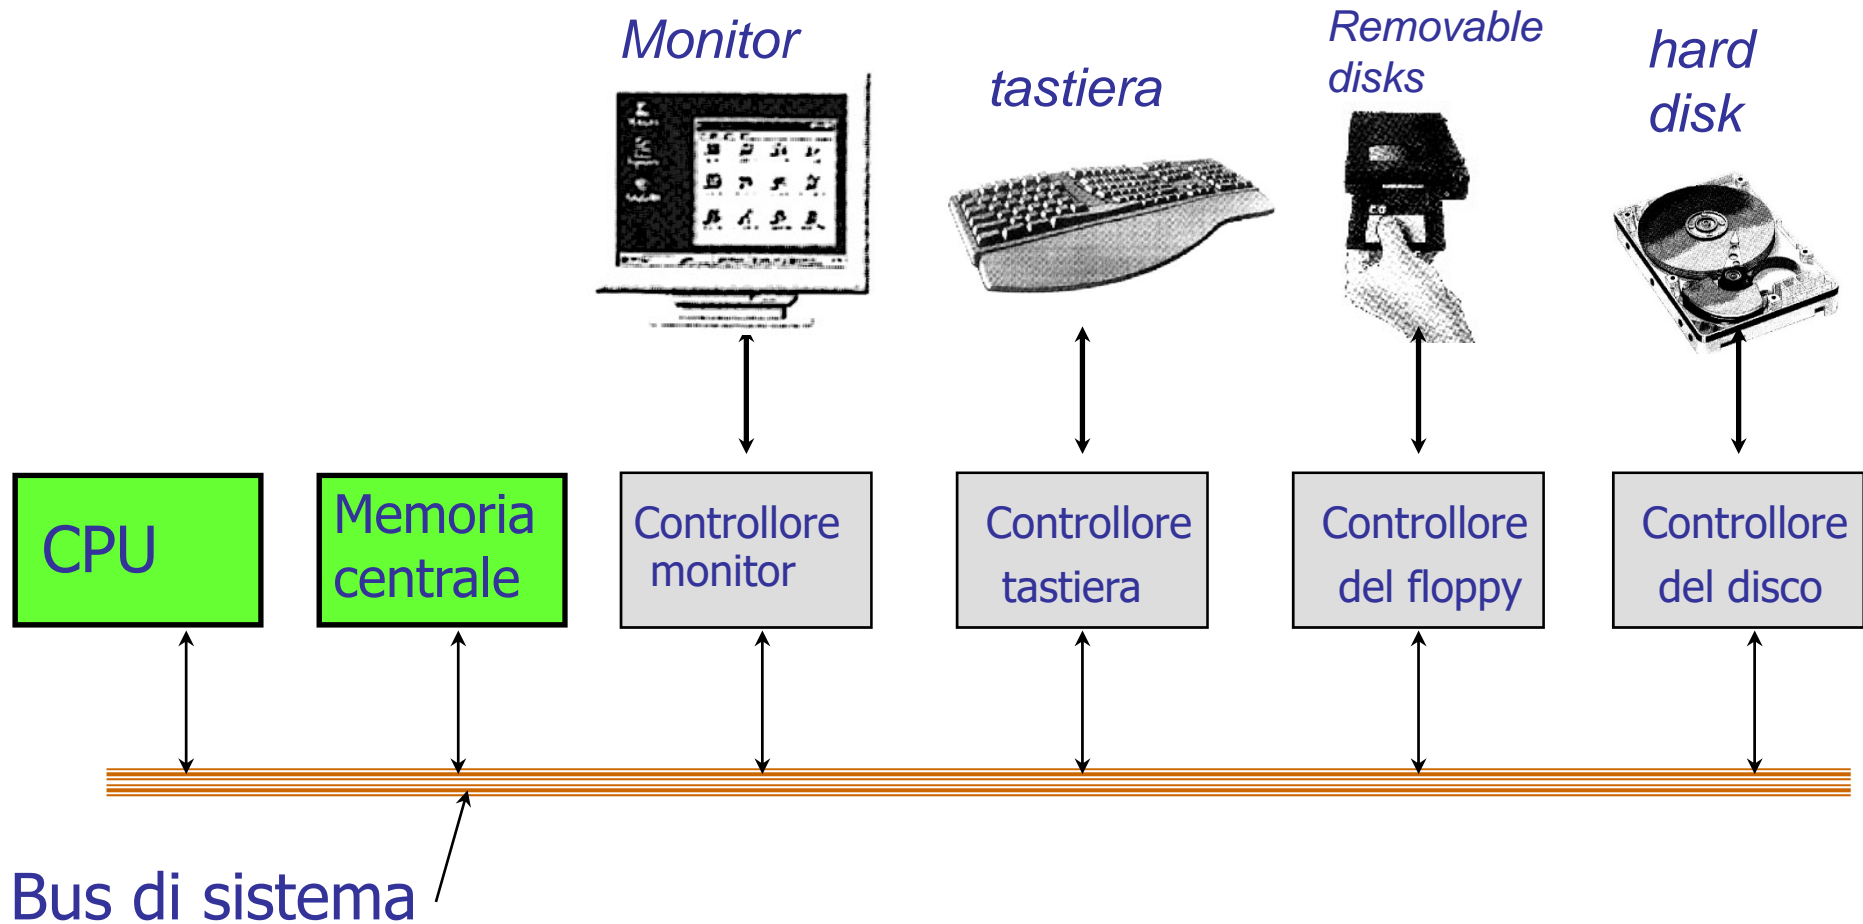 Monitor
tastiera
Removable
disks
hard
disk
CPU
Memoria
centrale
Controllore
monitor
Controllore
tastiera
Controllore
del floppy
Controllore
del disco
Bus di sistema